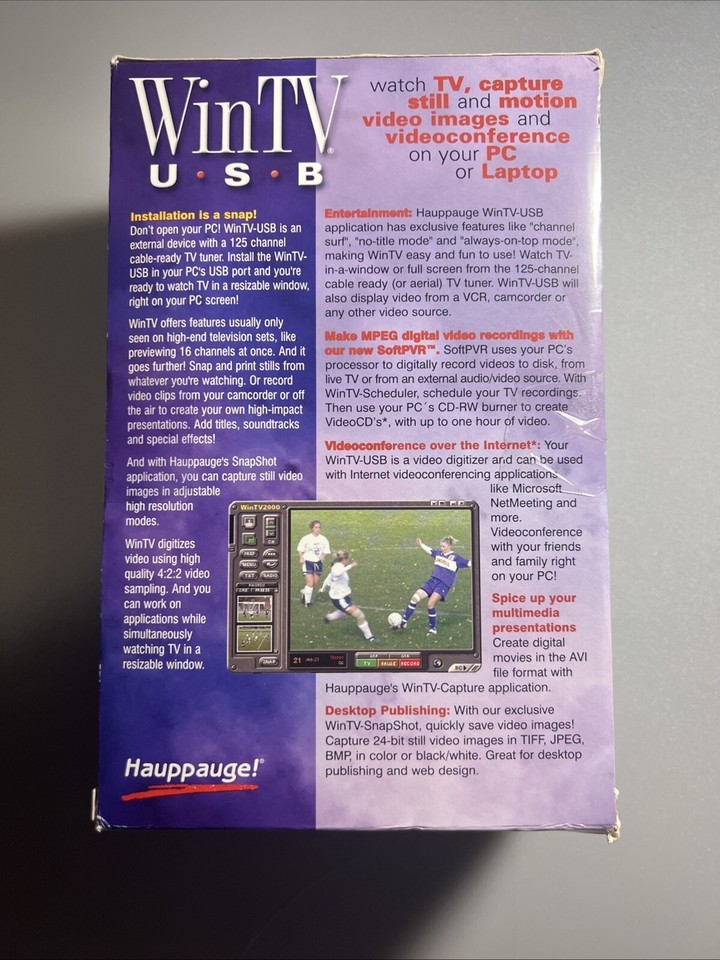 WinTV®
U·S·B
watch TV, capture
still and motion
video images and
videoconference
on your PC
or Laptop
Installation is a snap!
Don't open your PC! WinTV-USB is an
external device with a 125 channel
cable-ready TV tuner. Install the WinTV-
USB in your PC's USB port and you're
ready to watch TV in a resizable window,
right on your PC screen!
WinTV offers features usually only
seen on high-end television sets, like
previewing 16 channels at once. And it
goes further! Snap and print stills from
whatever you're watching. Or record
video clips from your camcorder or off
the air to create your own high-impact
presentations. Add titles, soundtracks
and special effects!
And with Hauppauge's SnapShot
application, you can capture still video
images in adjustable
high resolution
modes.
WinTV digitizes
video using high
quality 4:2:2 video
sampling. And you
can work on
applications while
simultaneously
watching TV in a
resizable window.
Hauppauge!®
Entertainment: Hauppauge WinTV-USB
application has exclusive features like "channel
surf", "no-title mode" and "always-on-top mode",
making WinTV easy and fun to use! Watch TV-
in-a-window or full screen from the 125-channel
cable ready (or aerial) TV tuner. WinTV-USB will
also display video from a VCR, camcorder or
any other video source.
Make MPEG digital video recordings with
our new SoftPVR™. SoftPVR uses your PC's
processor to digitally record videos to disk, from
live TV or from an external audio/video source. With
WinTV-Scheduler, schedule your TV recordings.
Then use your PC´s CD-RW burner to create
VideoCD's*, with up to one hour of video.
Videoconference over the Internet*: Your
WinTV-USB is a video digitizer and can be used
with Internet videoconferencing applications
like Microsoft
NetMeeting and
more.
Videoconference
with your friends
and family right
on your PC!
Spice up your
multimedia
presentations
Create digital
movies in the AVI
file format with
Hauppauge's WinTV-Capture application.
Desktop Publishing: With our exclusive
WinTV-SnapShot, quickly save video images!
Capture 24-bit still video images in TIFF, JPEG,
BMP, in color or black/white. Great for desktop
publishing and web design.
WinTV2000
CH
PREF
MENU
TXT RADIO
SNAP
21
TV PAUSE RECORD